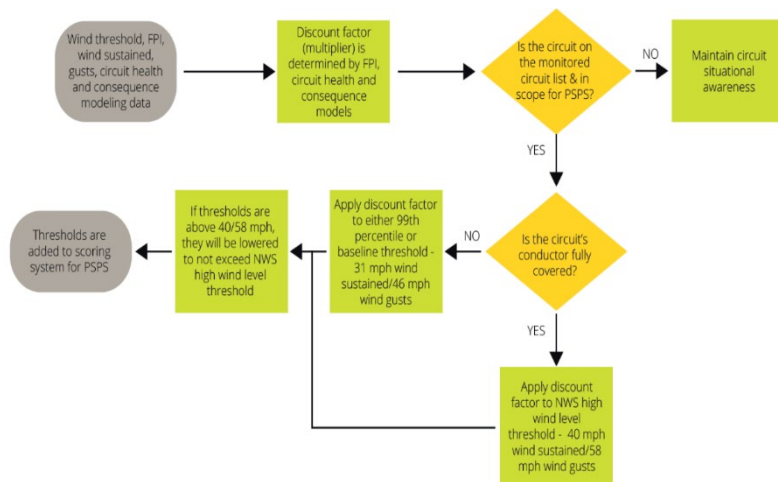 Wind threshold, FPI,
wind sustained,
gusts, circuit health
and consequence
modeling data
Discount factor
(multiplier) is
determined by FPI,
circuit health and
consequence
models
Is the circuit on
the monitored
circuit list & in
scope for PSPS?
NO
Maintain circuit
situational
awareness
YES
Thresholds are
added to scoring
system for PSPS
If thresholds are
above 40/58 mph,
they will be lowered
to not exceed NWS
high wind level
threshold
Apply discount factor
to either 99th
percentile or
baseline threshold -
31 mph wind
sustained/46 mph
wind gusts
NO
Is the circuit's
conductor fully
covered?
YES
Apply discount
factor to NWS high
wind level
threshold - 40 mph
wind sustained/58
mph wind gusts